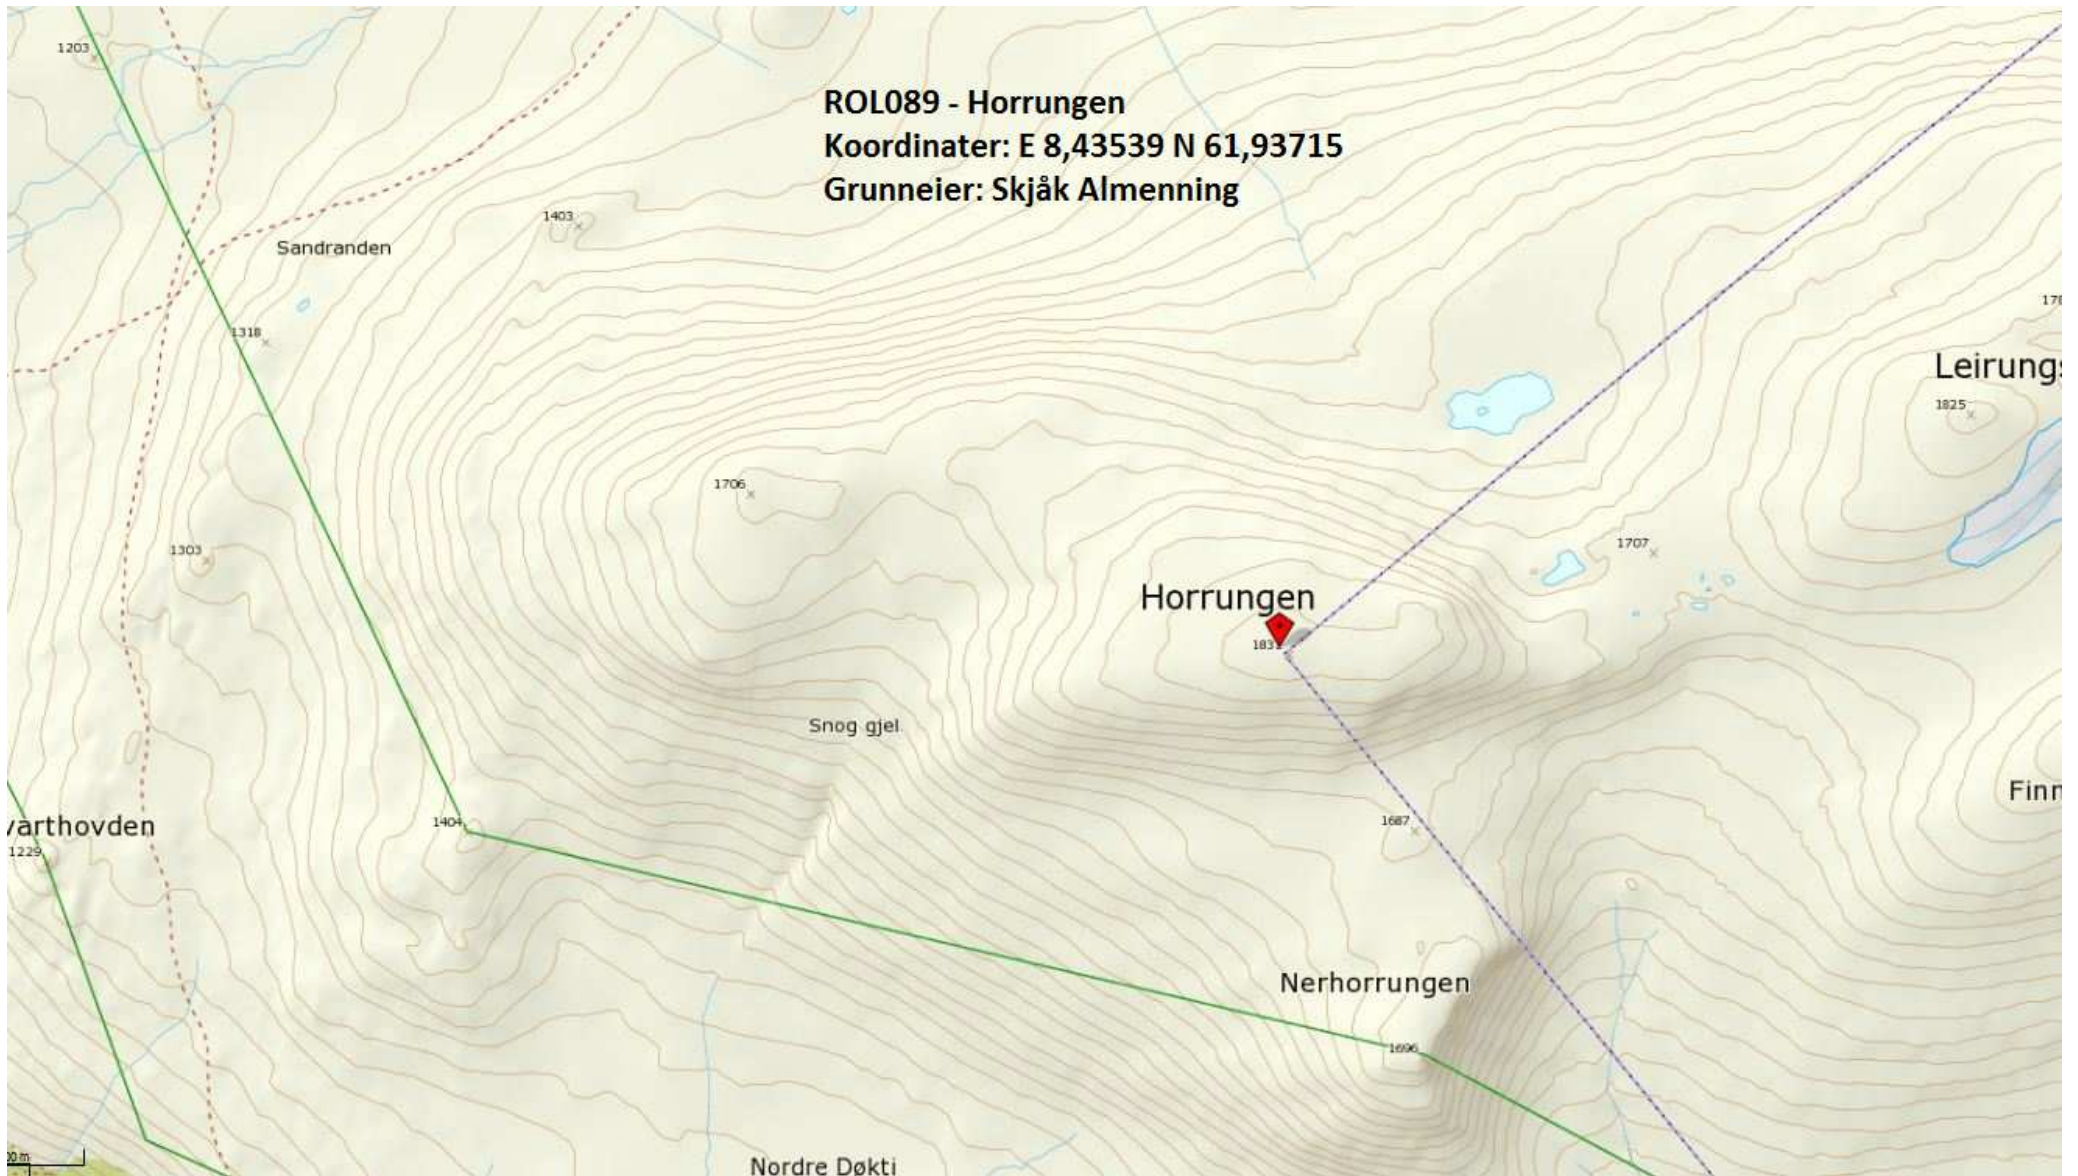 1203
ROL089 - Horrungen
Koordinater: E 8,43539 N 61,93715
Grunneier: Skjåk Almenning
1403
Sandranden
1318
Leirungs
1825
1706
1303
1707
Horrungen
Snog gjel
Finn
1404
1687
varthovden
1229
Nerhorrungen
1696
Nordre Døkti